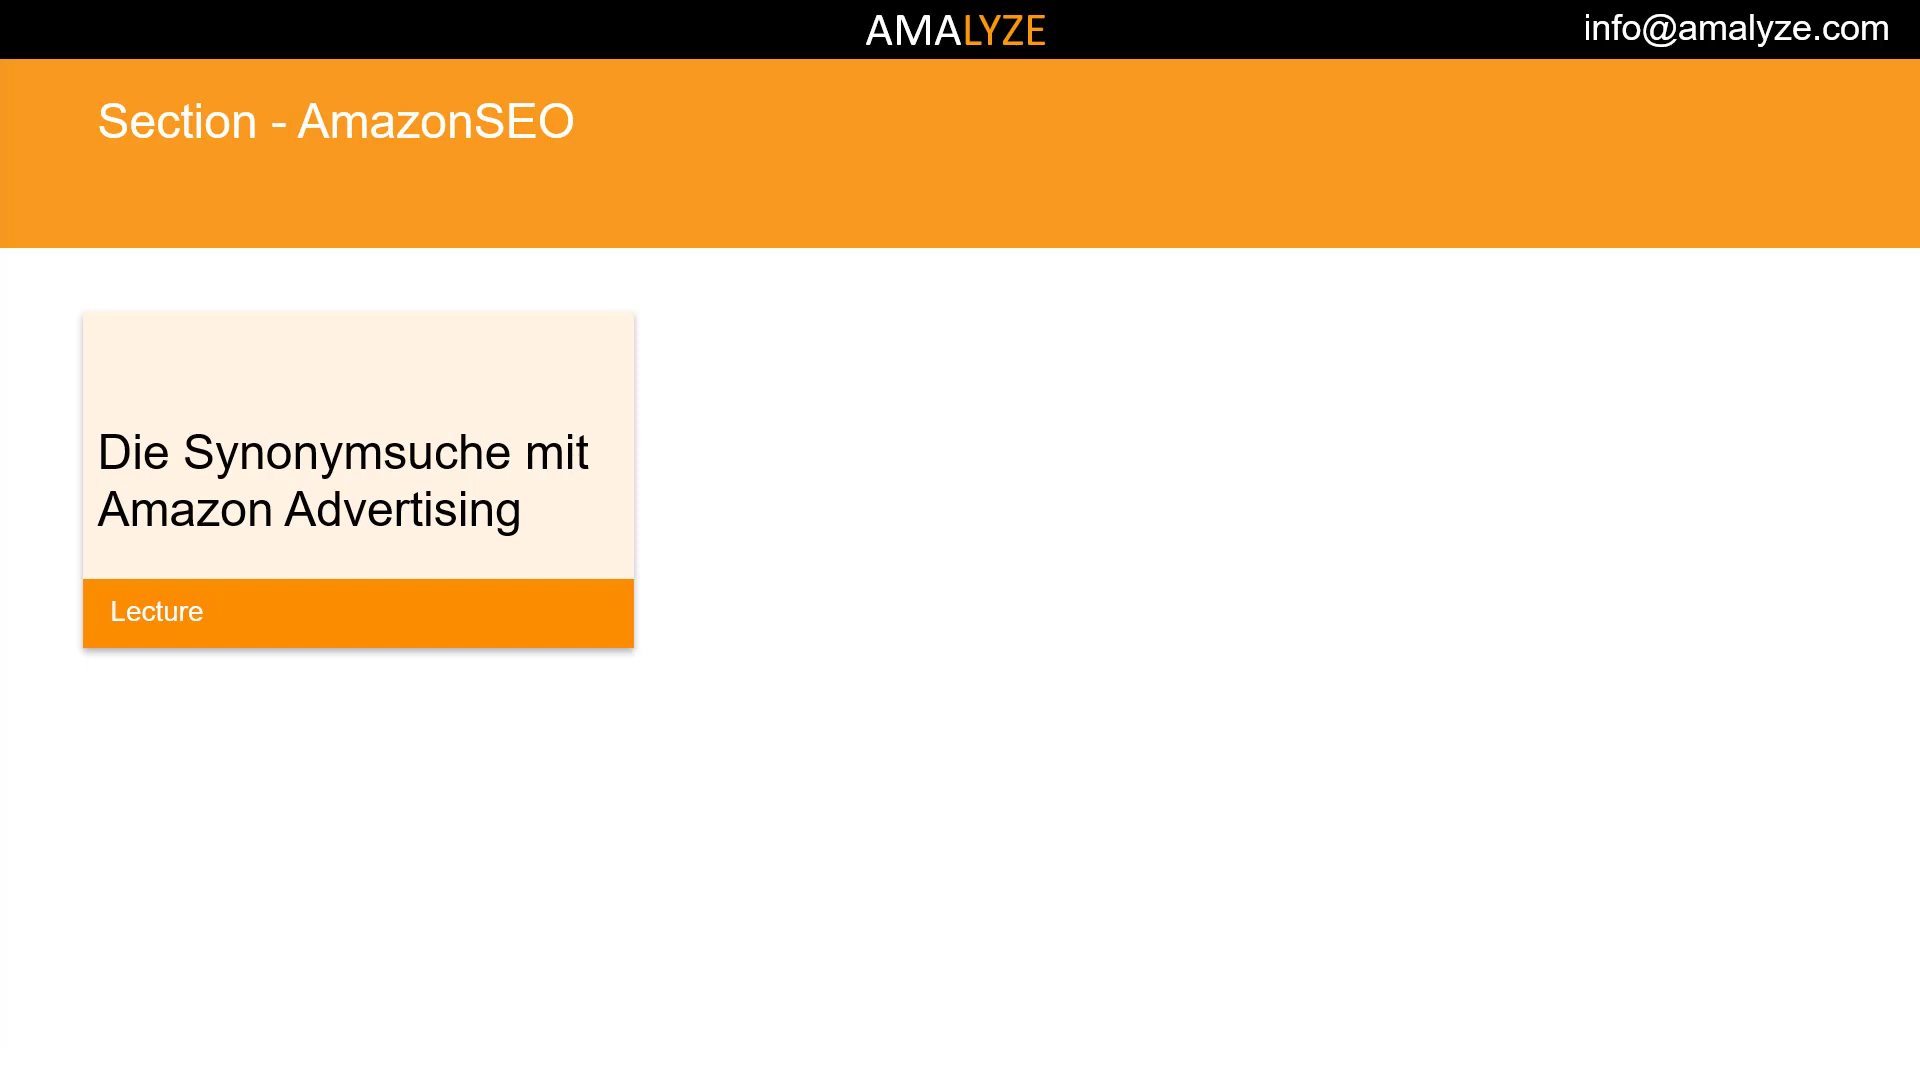 AMALYZE
info@amalyze.com
Section - AmazonSEO
Die Synonymsuche mit
Amazon Advertising
Lecture